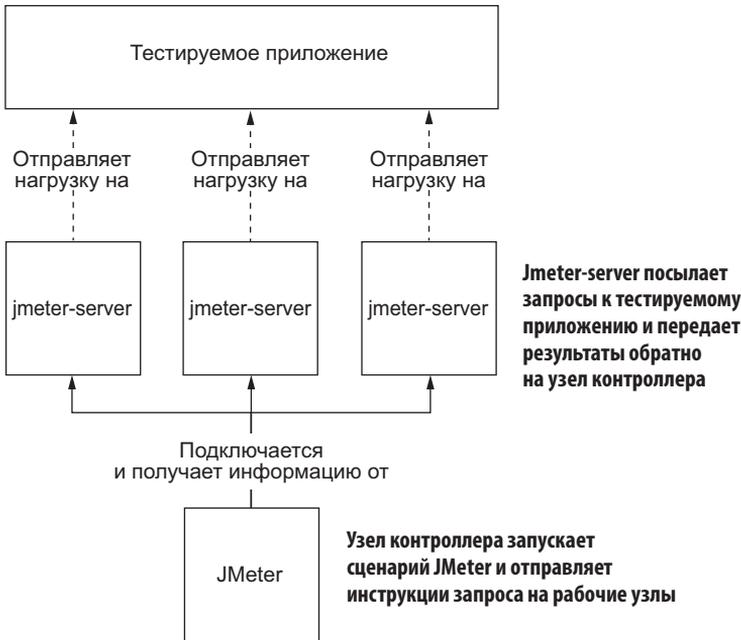 Тестируемое приложение
Отправляет
нагрузку на
Отправляет
нагрузку на
Отправляет
нагрузку на
jmeter-server
jmeter-server
jmeter-server
Jmeter-server посылает
запросы к тестируемому
приложению и передает
результаты обратно
на узел контроллера
Подключается
и получает информацию от
JMeter
Узел контроллера запускает
сценарий JMeter и отправляет
инструкции запроса на рабочие узлы